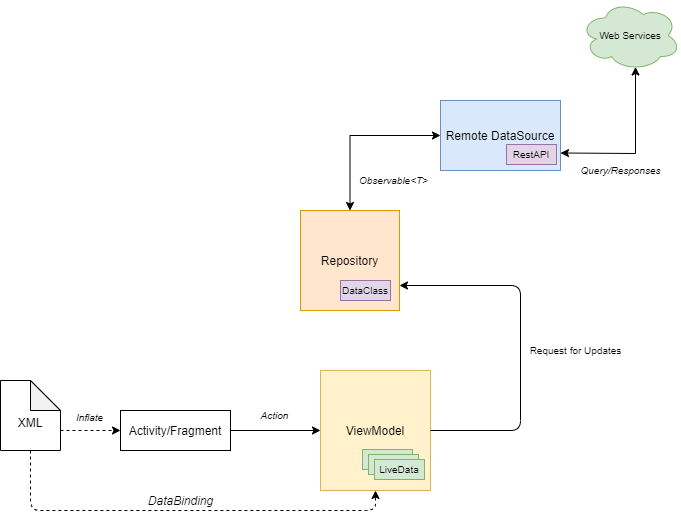 Web Services
Remote DataSource
RestAPI
Query/Responses
Observable<T>
Repository
DataClass
Request for Updates
XML
Inflate
Activity/Fragment
Action
ViewModel
LiveData
DataBinding